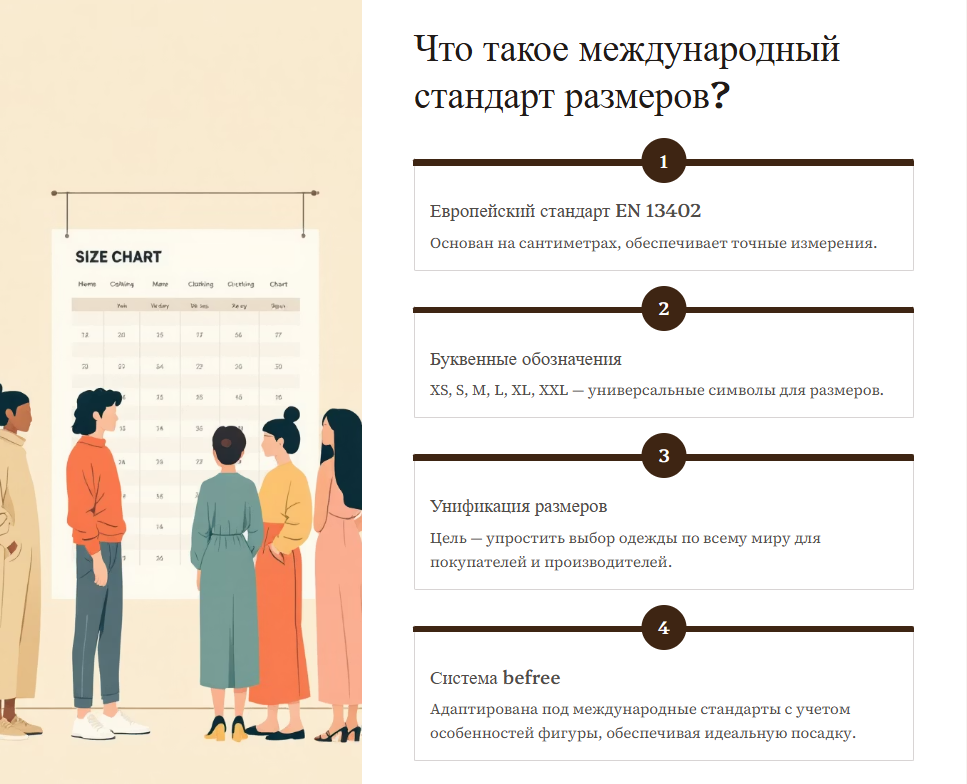 Что такое международный
стандарт размеров?
1
Европейский стандарт EN 13402
Основан на сантиметрах, обеспечивает точные измерения.
2
Буквенные обозначения
XS, S, M, L, XL, XXL — универсальные символы для размеров.
3
Унификация размеров
Цель — упростить выбор одежды по всему миру для
покупателей и производителей.
4
Система befree
Адаптирована под международные стандарты с учетом
особенностей фигуры, обеспечивая идеальную посадку.
SIZE CHART